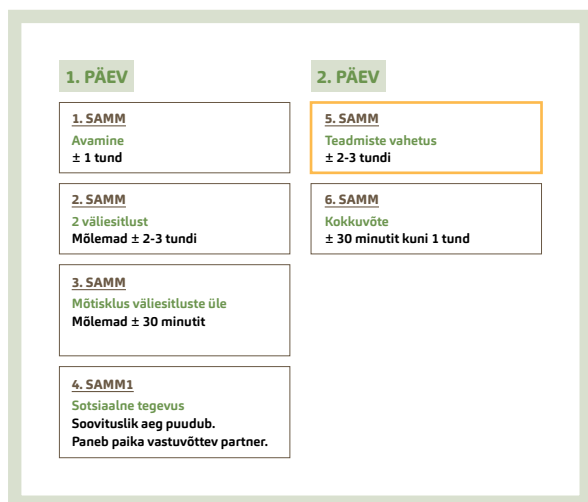 1. PÄEV
1. SAMM
Avamine
± 1 tund
2. SAMM
2 väliesitlust
Mõlemad ± 2-3 tundi
3. SAMM
Mõtisklus väliesitluste üle
Mõlemad ± 30 minutit
4. SAMM1
Sotsiaalne tegevus
Soovituslik aeg puudub.
Paneb paika vastuvõttev partner.
2. PÄEV
5. SAMM
Teadmiste vahetus
± 2-3 tundi
6. SAMM
Kokkuvõte
± 30 minutit kuni 1 tund